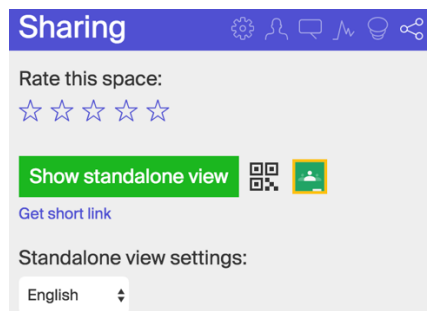 Sharing
Rate this space:
Show standalone view
Get short link
Standalone view settings:
English